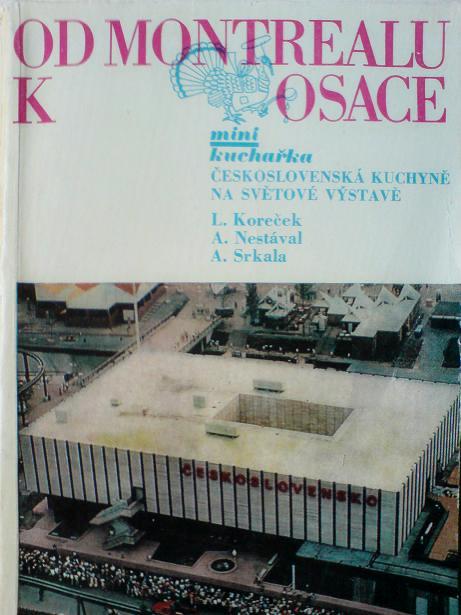 OD MONTREALU
K OSACE
mini
kuchařka
ČESKOSLOVENSKÁ KUCHYNĚ
NA SVĚTOVÉ VÝSTAVĚ
L. Koreček
A. Nestával
A. Srkala
ČESKOSLOVENSKO